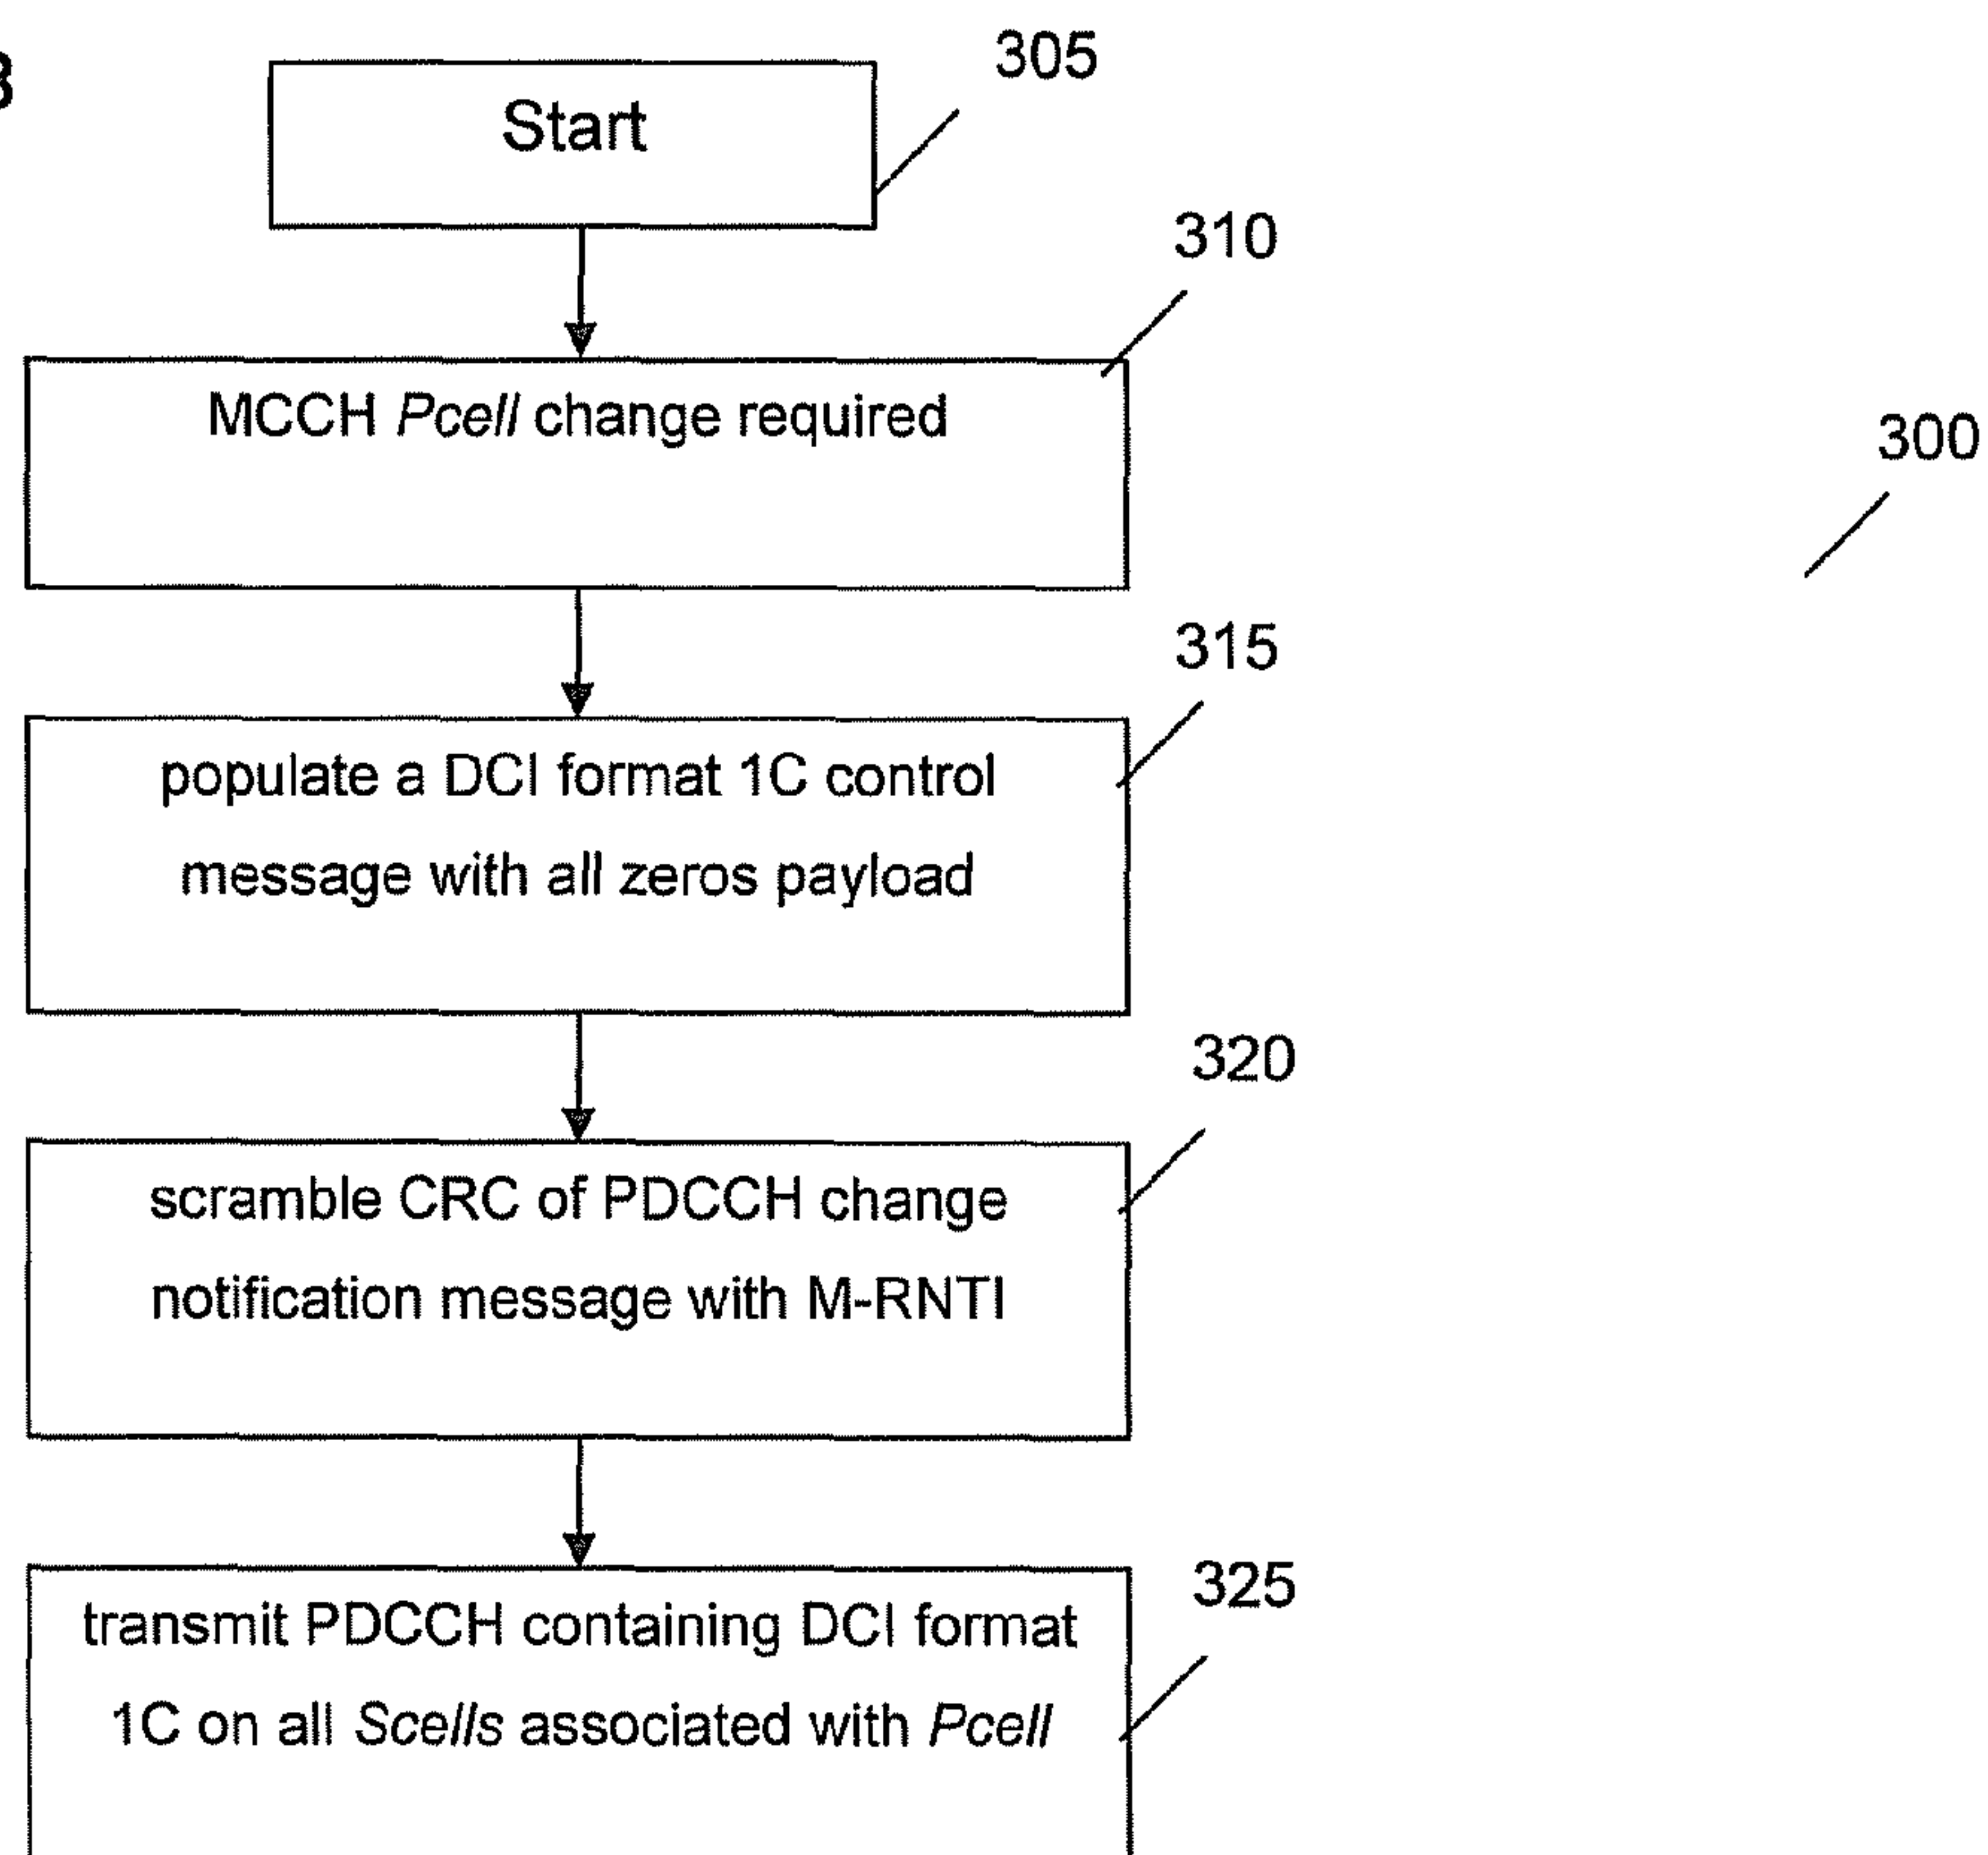 305
Start
310
MCCH Pcell change required
300
315
populate a DCI format 1C control
message with all zeros payload
320
scramble CRC of PDCCH change
notification message with M-RNTI
325
transmit PDCCH containing DCI format
1C on all Scells associated with Pcell